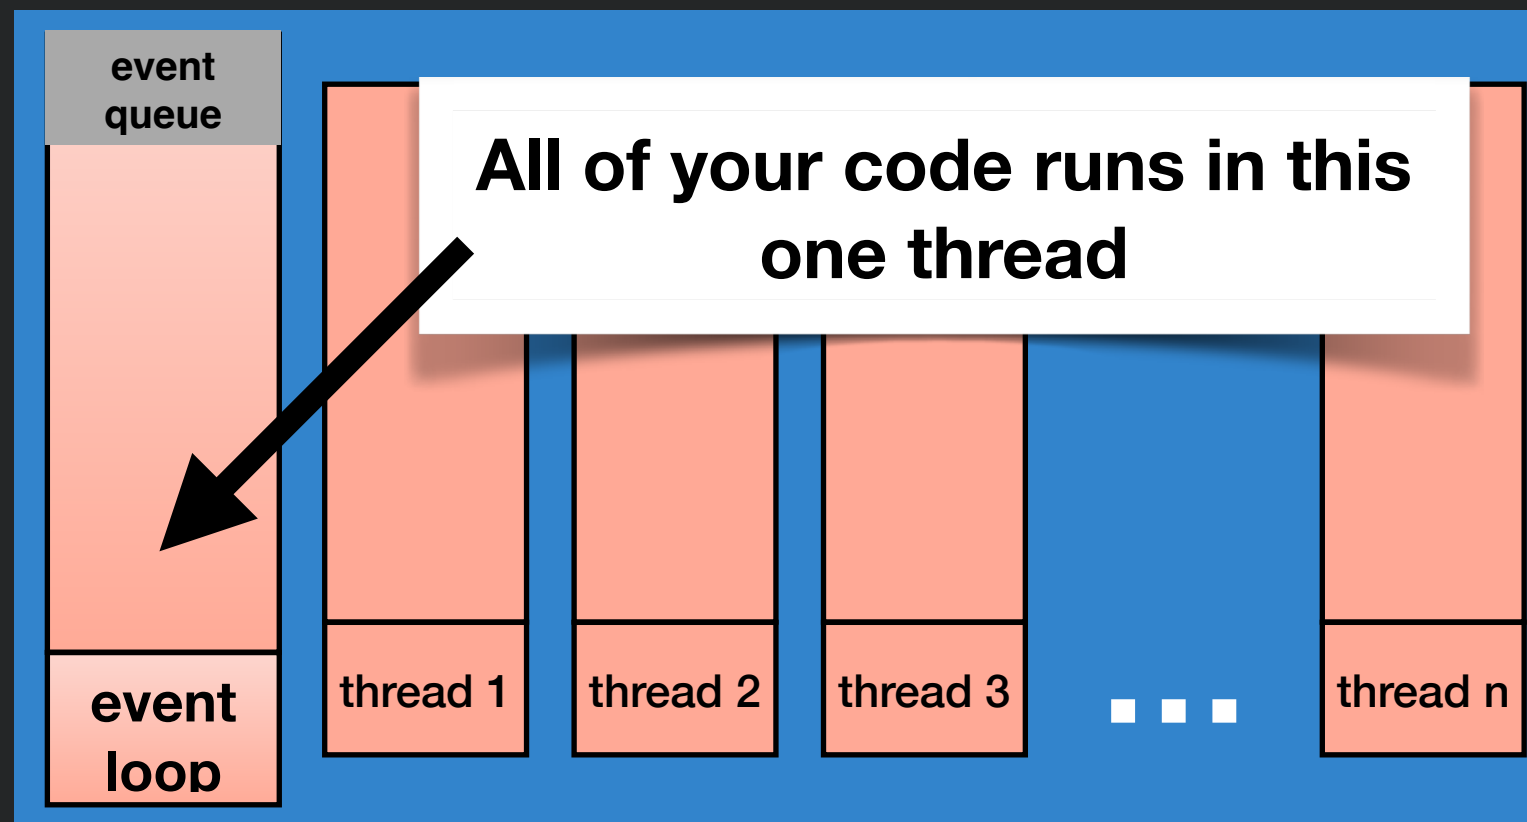 event
queue
All of your code runs in this
one thread
event
loop
thread 1
thread 2
thread 3
...
thread n